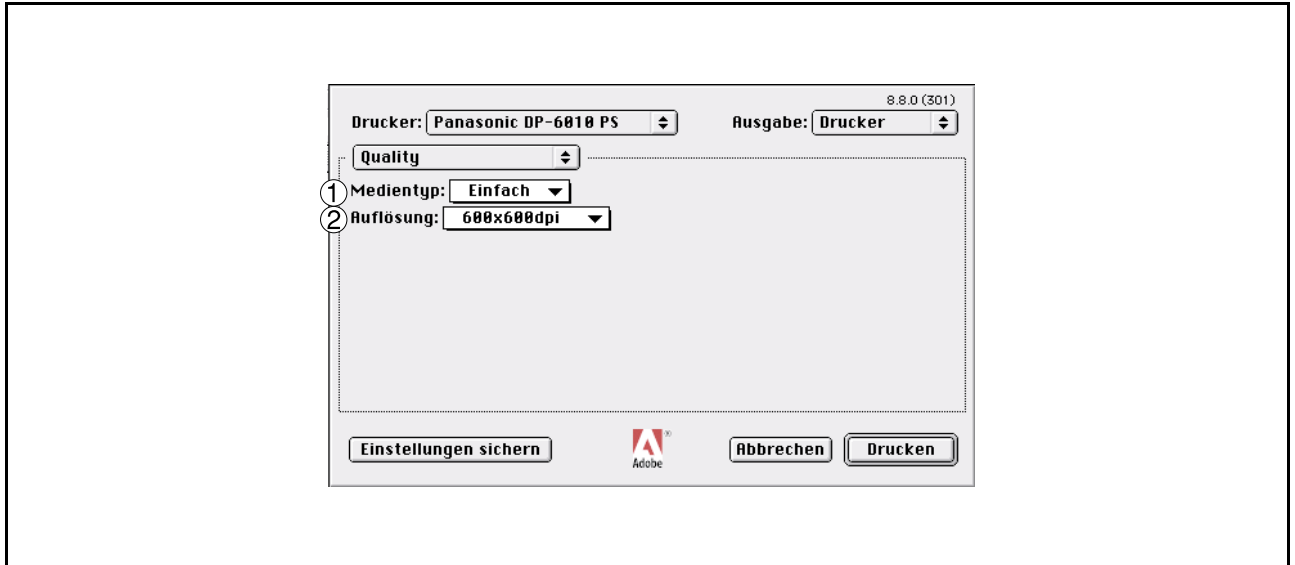 8.8.0 (301)
Drucker: Panasonic DP-6010 PS Ausgabe: Drucker
Quality
① Medientyp: Einfach
② Auflösung: 600x600dpi
Einstellungen sichern Adobe® Abbrechen Drucken